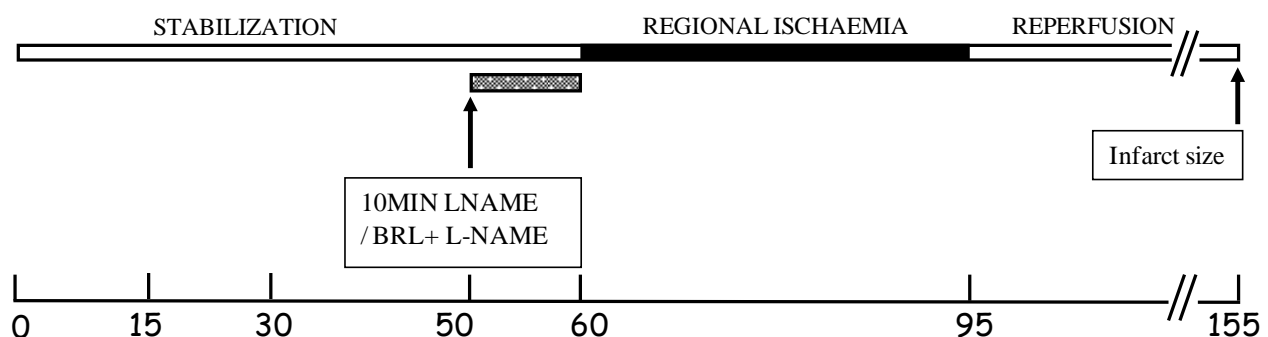 STABILIZATION REGIONAL ISCHAEMIA REPERFUSION
10MIN LNAME
/ BRL+ L-NAME
Infarct size
0 15 30 50 60 95 155